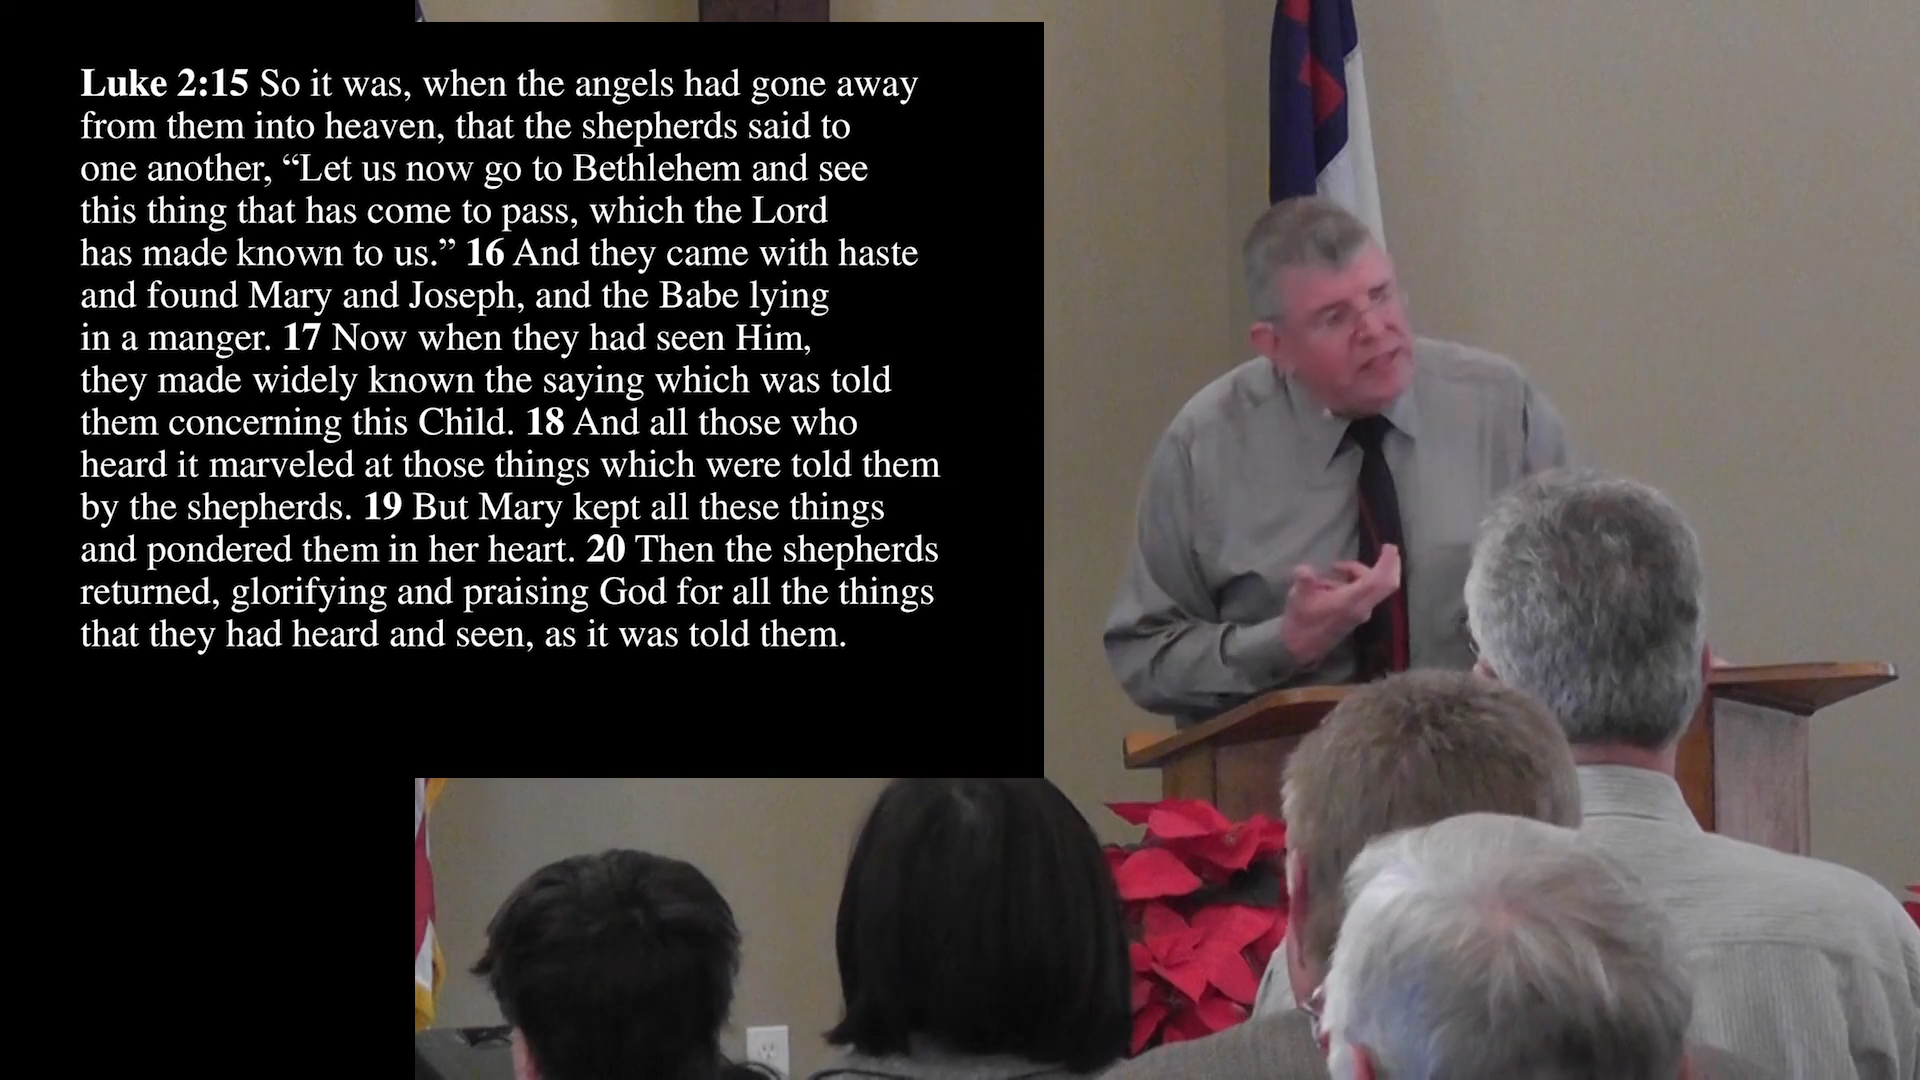 Luke 2:15 So it was, when the angels had gone away
from them into heaven, that the shepherds said to
one another, “Let us now go to Bethlehem and see
this thing that has come to pass, which the Lord
has made known to us.” 16 And they came with haste
and found Mary and Joseph, and the Babe lying
in a manger. 17 Now when they had seen Him,
they made widely known the saying which was told
them concerning this Child. 18 And all those who
heard it marveled at those things which were told them
by the shepherds. 19 But Mary kept all these things
and pondered them in her heart. 20 Then the shepherds
returned, glorifying and praising God for all the things
that they had heard and seen, as it was told them.